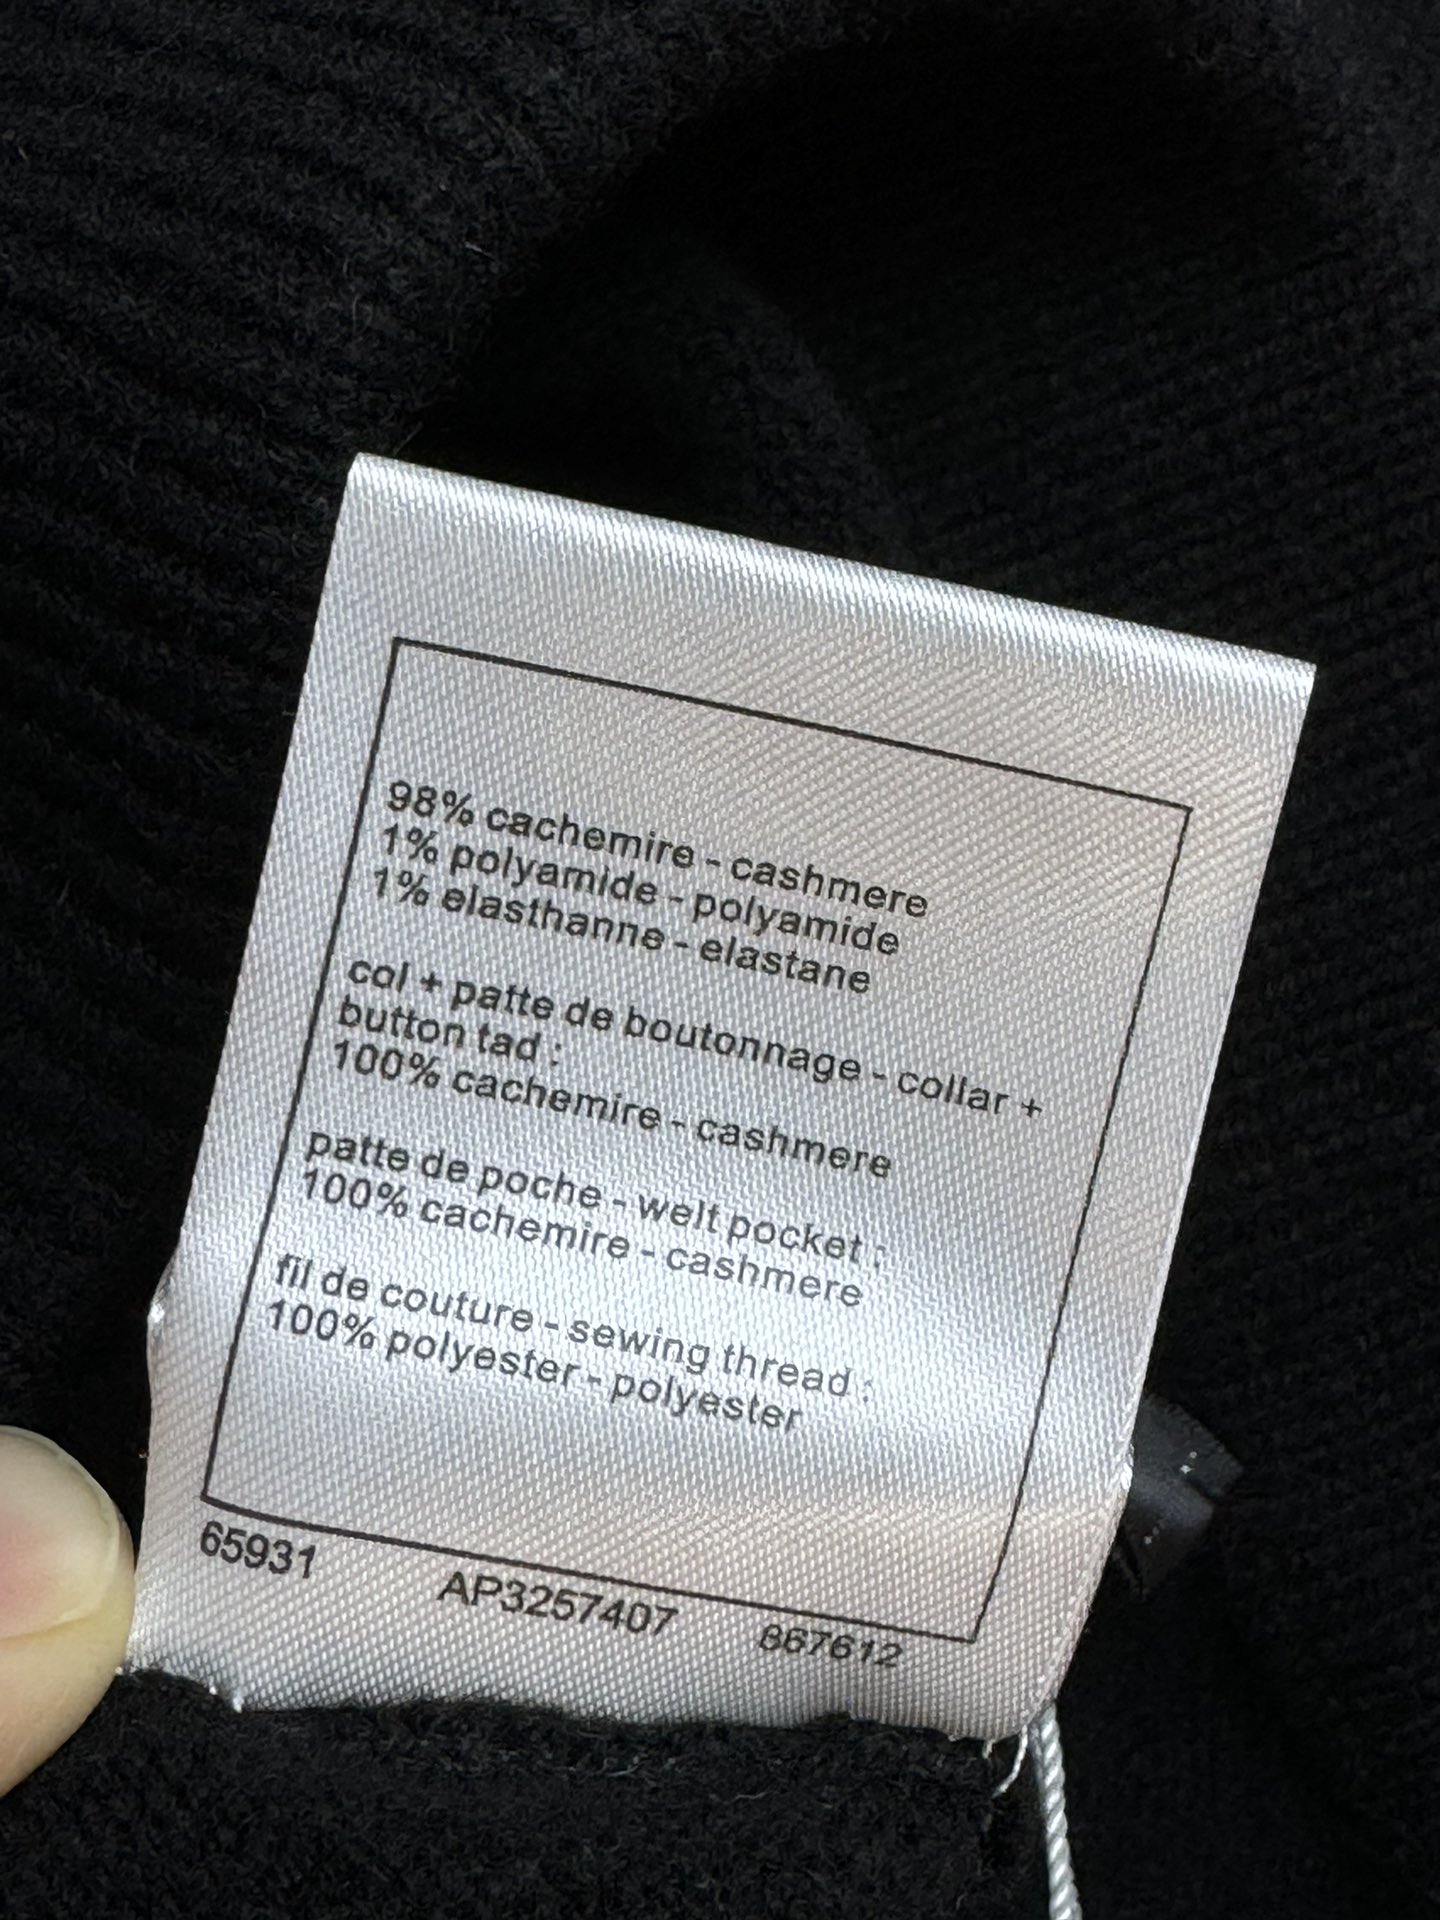 98% cachemire - cashmere
1% polyamide - polyamide
1% elasthanne - elastane
col + patte de boutonnage - collar +
button tad :
100% cachemire - cashmere
patte de poche - welt pocket :
100% cachemire - cashmere
fil de couture - sewing thread :
100% polyester - polyester
65931 AP3257407 867612